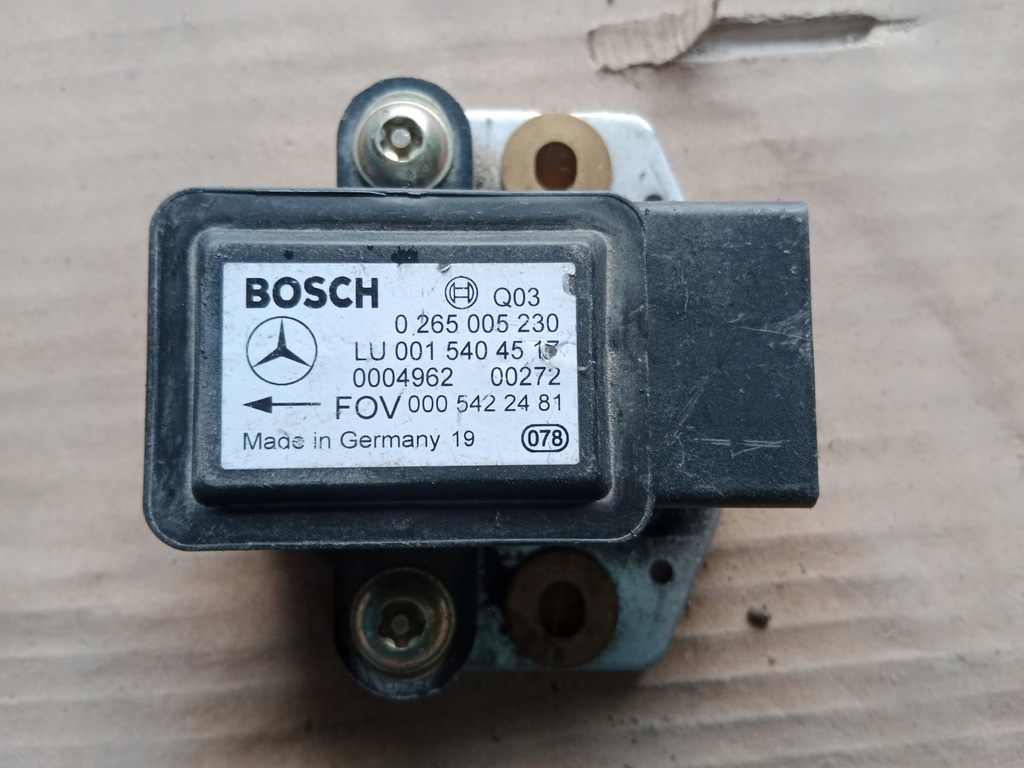 BOSCH Q03
0 265 005 230
LU 001 540 45 17
0004962 00272
FOV 000 542 24 81
Made in Germany 19 078